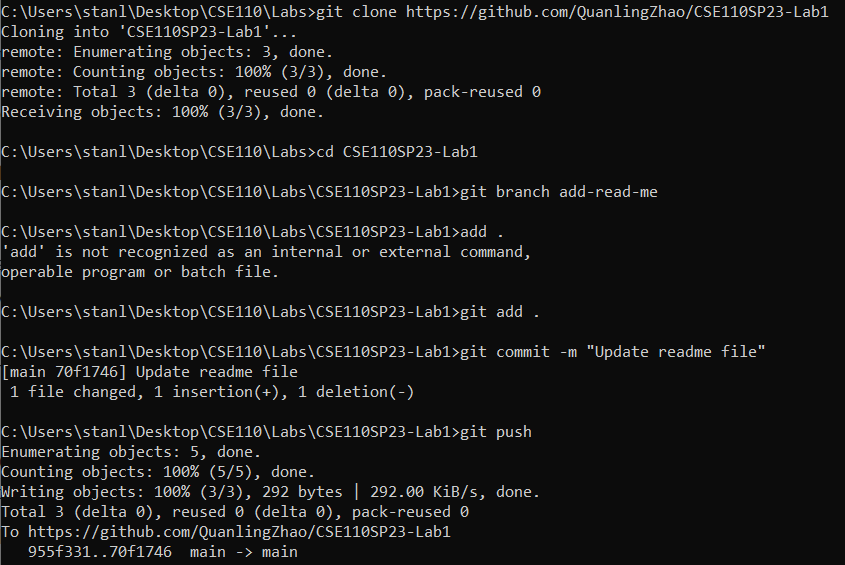 C:\Users\stanl\Desktop\CSE110\Labs>git clone https://github.com/QuanlingZhao/CSE110SP23-Lab1
Cloning into 'CSE110SP23-Lab1'...
remote: Enumerating objects: 3, done.
remote: Counting objects: 100% (3/3), done.
remote: Total 3 (delta 0), reused 0 (delta 0), pack-reused 0
Receiving objects: 100% (3/3), done.
C:\Users\stanl\Desktop\CSE110\Labs>cd CSE110SP23-Lab1
C:\Users\stanl\Desktop\CSE110\Labs\CSE110SP23-Lab1>git branch add-read-me
C:\Users\stanl\Desktop\CSE110\Labs\CSE110SP23-Lab1>add .
'add' is not recognized as an internal or external command,
operable program or batch file.
C:\Users\stanl\Desktop\CSE110\Labs\CSE110SP23-Lab1>git add .
C:\Users\stanl\Desktop\CSE110\Labs\CSE110SP23-Lab1>git commit -m "Update readme file"
[main 70f1746] Update readme file
 1 file changed, 1 insertion(+), 1 deletion(-)
C:\Users\stanl\Desktop\CSE110\Labs\CSE110SP23-Lab1>git push
Enumerating objects: 5, done.
Counting objects: 100% (5/5), done.
Writing objects: 100% (3/3), 292 bytes | 292.00 KiB/s, done.
Total 3 (delta 0), reused 0 (delta 0), pack-reused 0
To https://github.com/QuanlingZhao/CSE110SP23-Lab1
   955f331..70f1746  main -> main